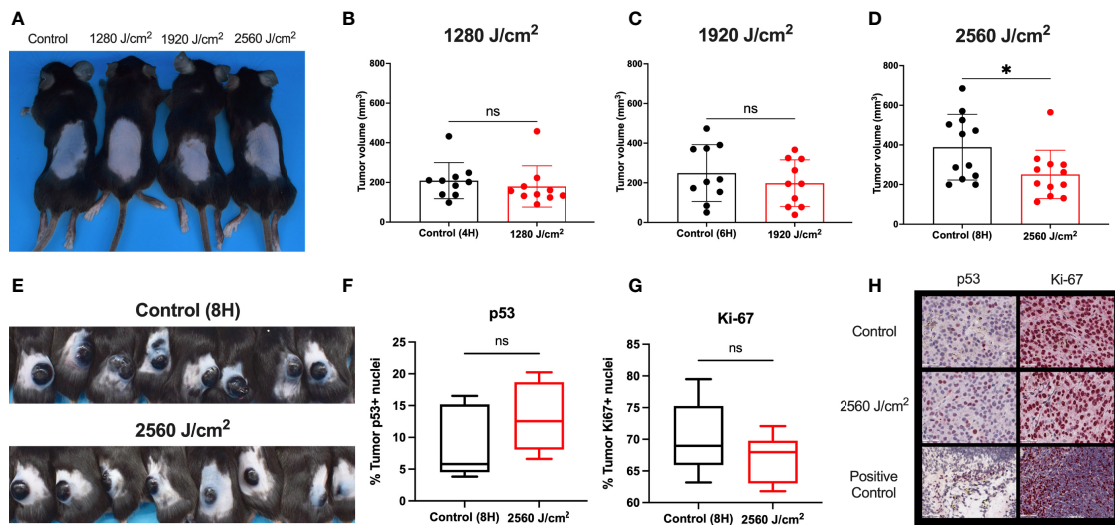 A
Control
1280 J/cm²
1920 J/cm²
2560 J/cm²
B
1280 J/cm²
Tumor volume (mm³)
800
600
400
200
0
ns
Control (4H)
1280 J/cm²
C
1920 J/cm²
Tumor volume (mm³)
800
600
400
200
0
ns
Control (6H)
1920 J/cm²
D
2560 J/cm²
Tumor volume (mm³)
800
600
400
200
0
*
Control (8H)
2560 J/cm²
E
Control (8H)
2560 J/cm²
F
p53
% Tumor p53+ nuclei
25
20
15
10
5
0
ns
Control (8H)
2560 J/cm²
G
Ki-67
% Tumor Ki67+ nuclei
85
80
75
70
65
60
ns
Control (8H)
2560 J/cm²
H
p53
Ki-67
Control
2560 J/cm²
Positive
Control